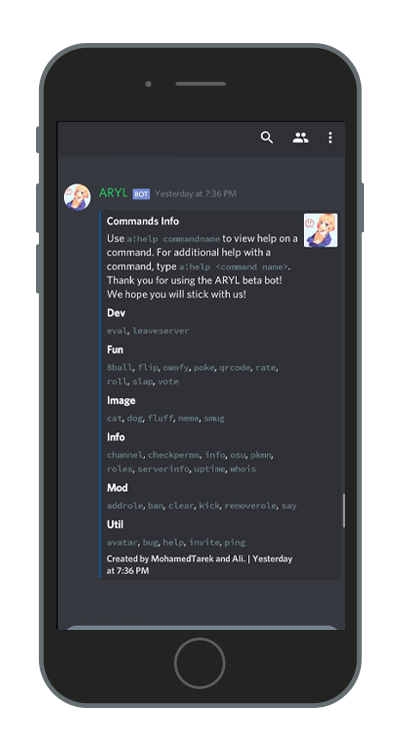 ARYL BOT Yesterday at 7:36 PM
Commands Info
Use a!help commandname to view help on a
command. For additional help with a
command, type a!help <command name>.
Thank you for using the ARYL beta bot!
We hope you will stick with us!
Dev
eval, leaveserver
Fun
8ball, flip, owofy, poke, qrcode, rate,
roll, slap, vote
Image
cat, dog, fluff, meme, smug
Info
channel, checkperms, info, osu, pkmn,
roles, serverinfo, uptime, whois
Mod
addrole, ban, clear, kick, removerole, say
Util
avatar, bug, help, invite, ping
Created by MohamedTarek and Ali. | Yesterday
at 7:36 PM